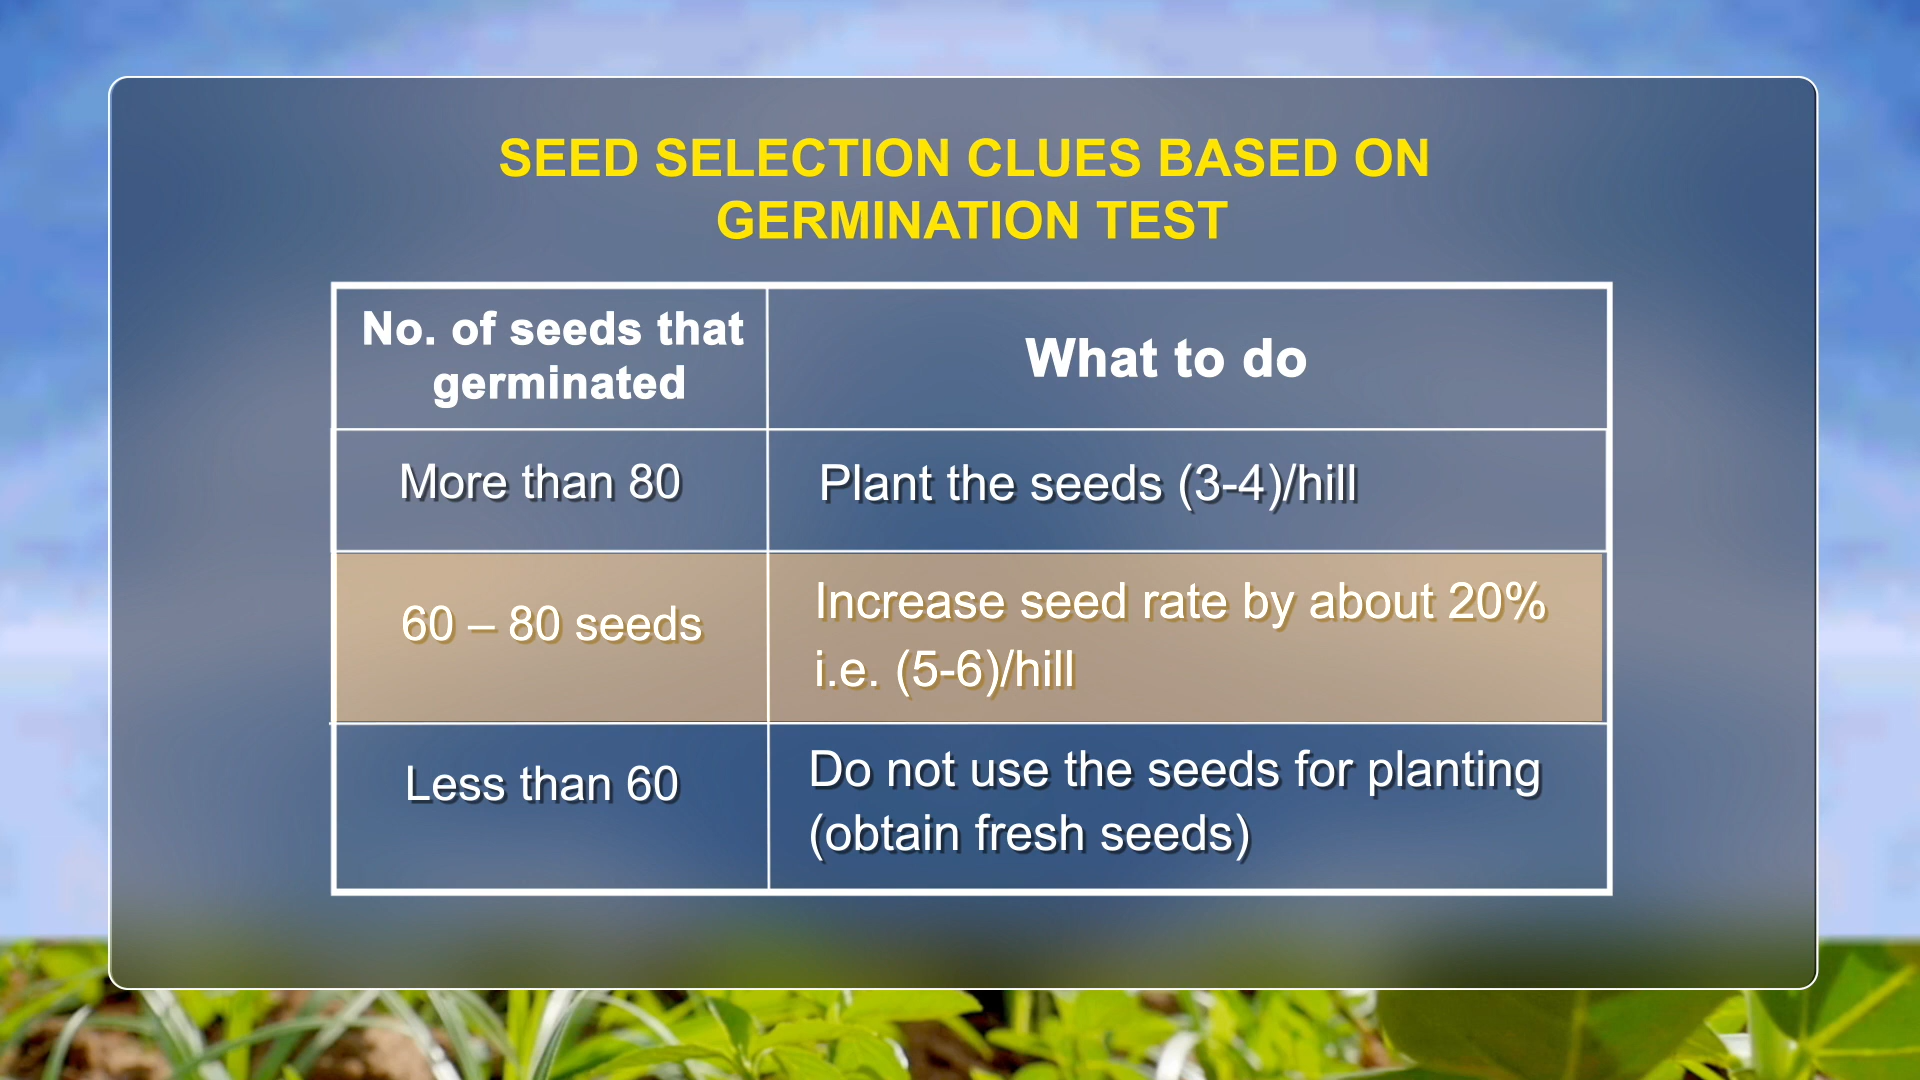 SEED SELECTION CLUES BASED ON
GERMINATION TEST
No. of seeds that
germinated
What to do
More than 80
Plant the seeds (3-4)/hill
60 – 80 seeds
Increase seed rate by about 20%
i.e. (5-6)/hill
Less than 60
Do not use the seeds for planting
(obtain fresh seeds)